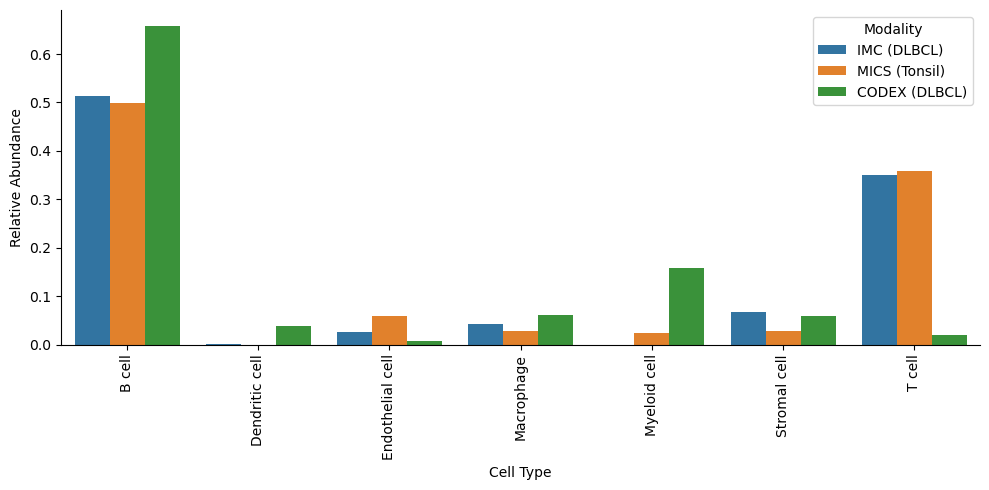 Modality
IMC (DLBCL)
MICS (Tonsil)
CODEX (DLBCL)
Relative Abundance
0.6
0.5
0.4
0.3
0.2
0.1
0.0
B cell
Dendritic cell
Endothelial cell
Macrophage
Myeloid cell
Stromal cell
T cell
Cell Type